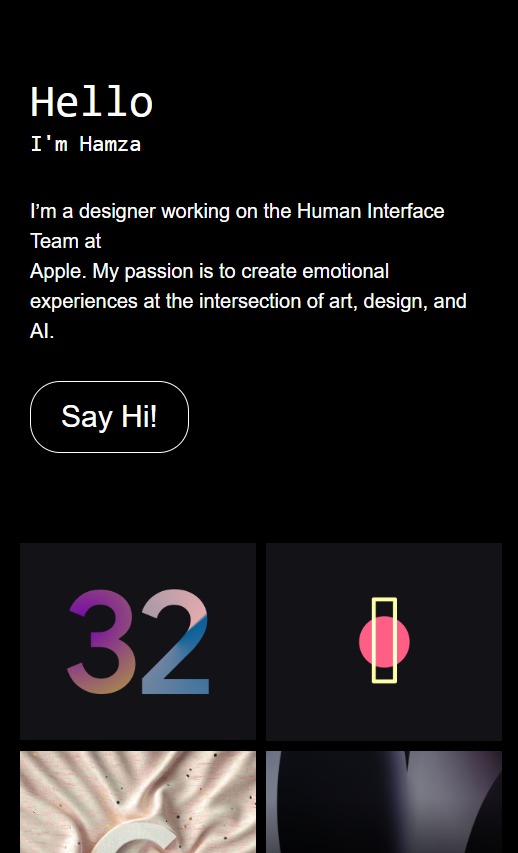 Hello
I'm Hamza
I’m a designer working on the Human Interface
Team at
Apple. My passion is to create emotional
experiences at the intersection of art, design, and
AI.
Say Hi!
32